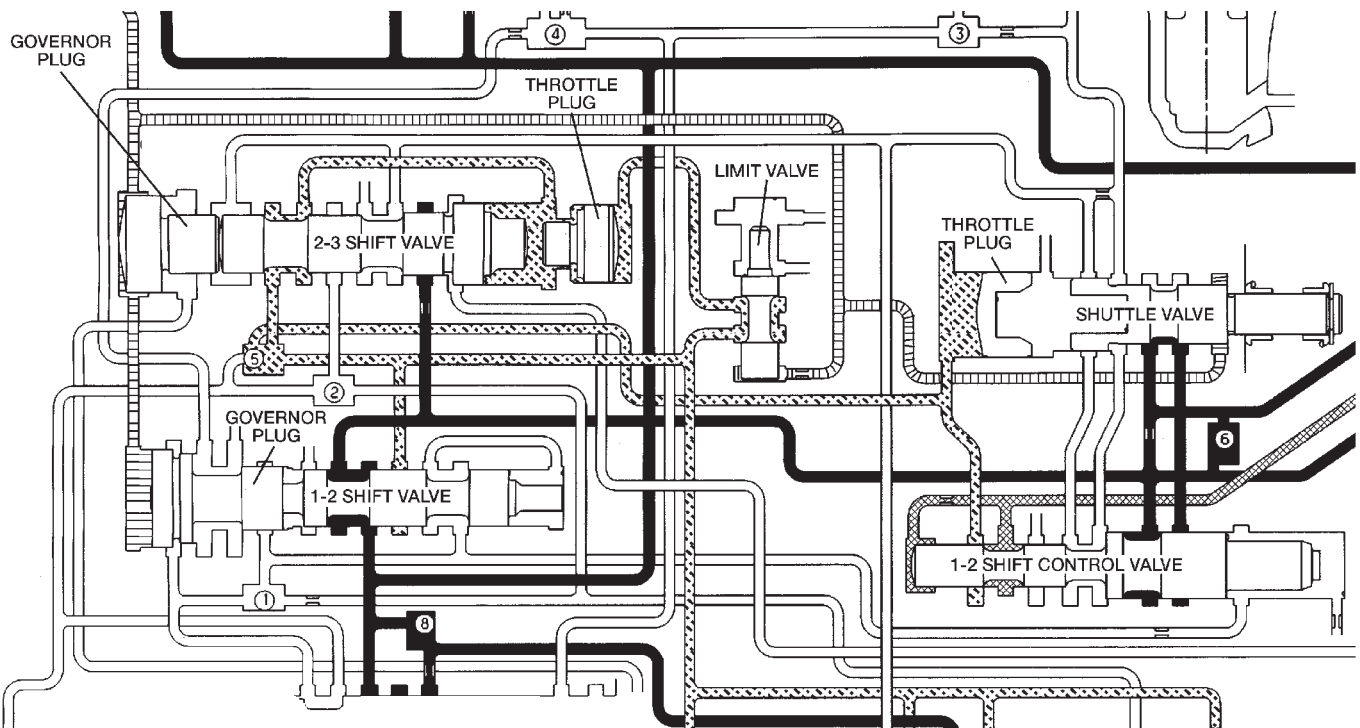 ④
③
GOVERNOR
PLUG
THROTTLE
PLUG
LIMIT VALVE
THROTTLE
PLUG
2-3 SHIFT VALVE
SHUTTLE VALVE
⑤
②
GOVERNOR
PLUG
⑥
1-2 SHIFT VALVE
1-2 SHIFT CONTROL VALVE
①
⑧